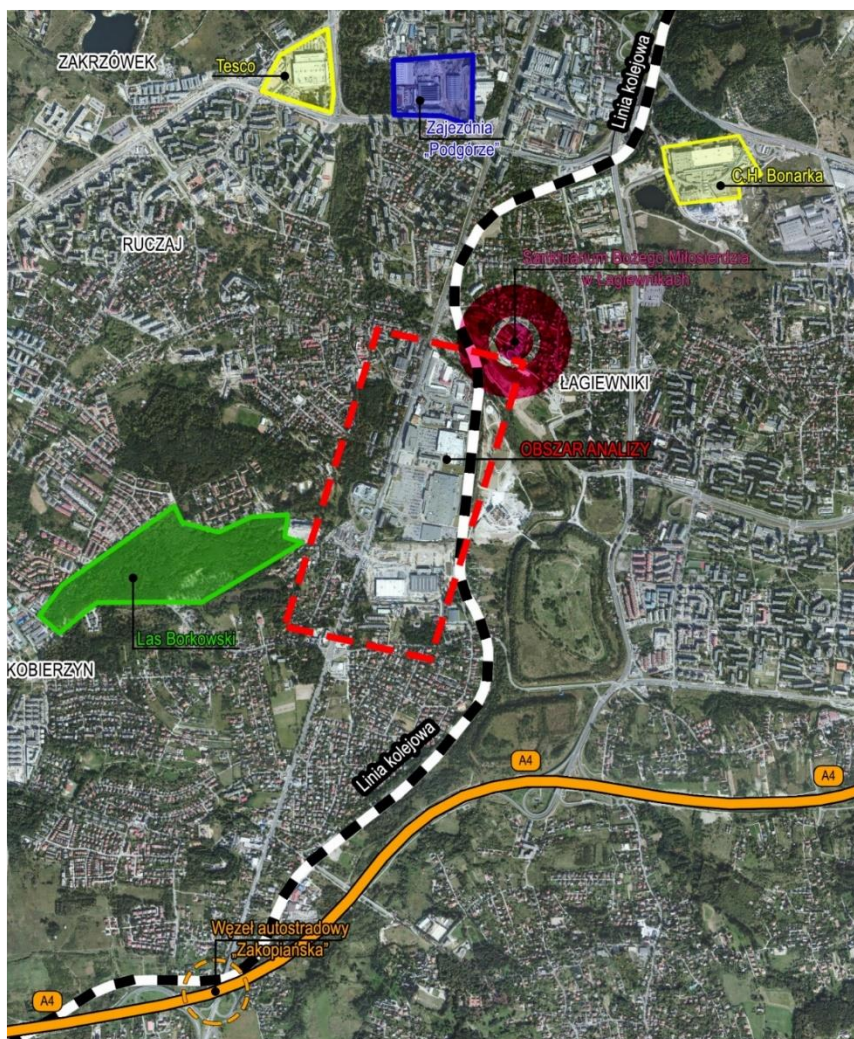 ZAKRZÓWEK
Tesco
Zajezdnia
„Podgórze”
Linia kolejowa
C.H. Bonarka
RUCZAJ
Sanktuarium Bożego Miłosierdzia
w Łagiewnikach
ŁAGIEWNIKI
OBSZAR ANALIZY
Las Borkowski
KOBIERZYN
Linia kolejowa
A4
A4
Węzeł autostradowy
„Zakopiańska”
A4